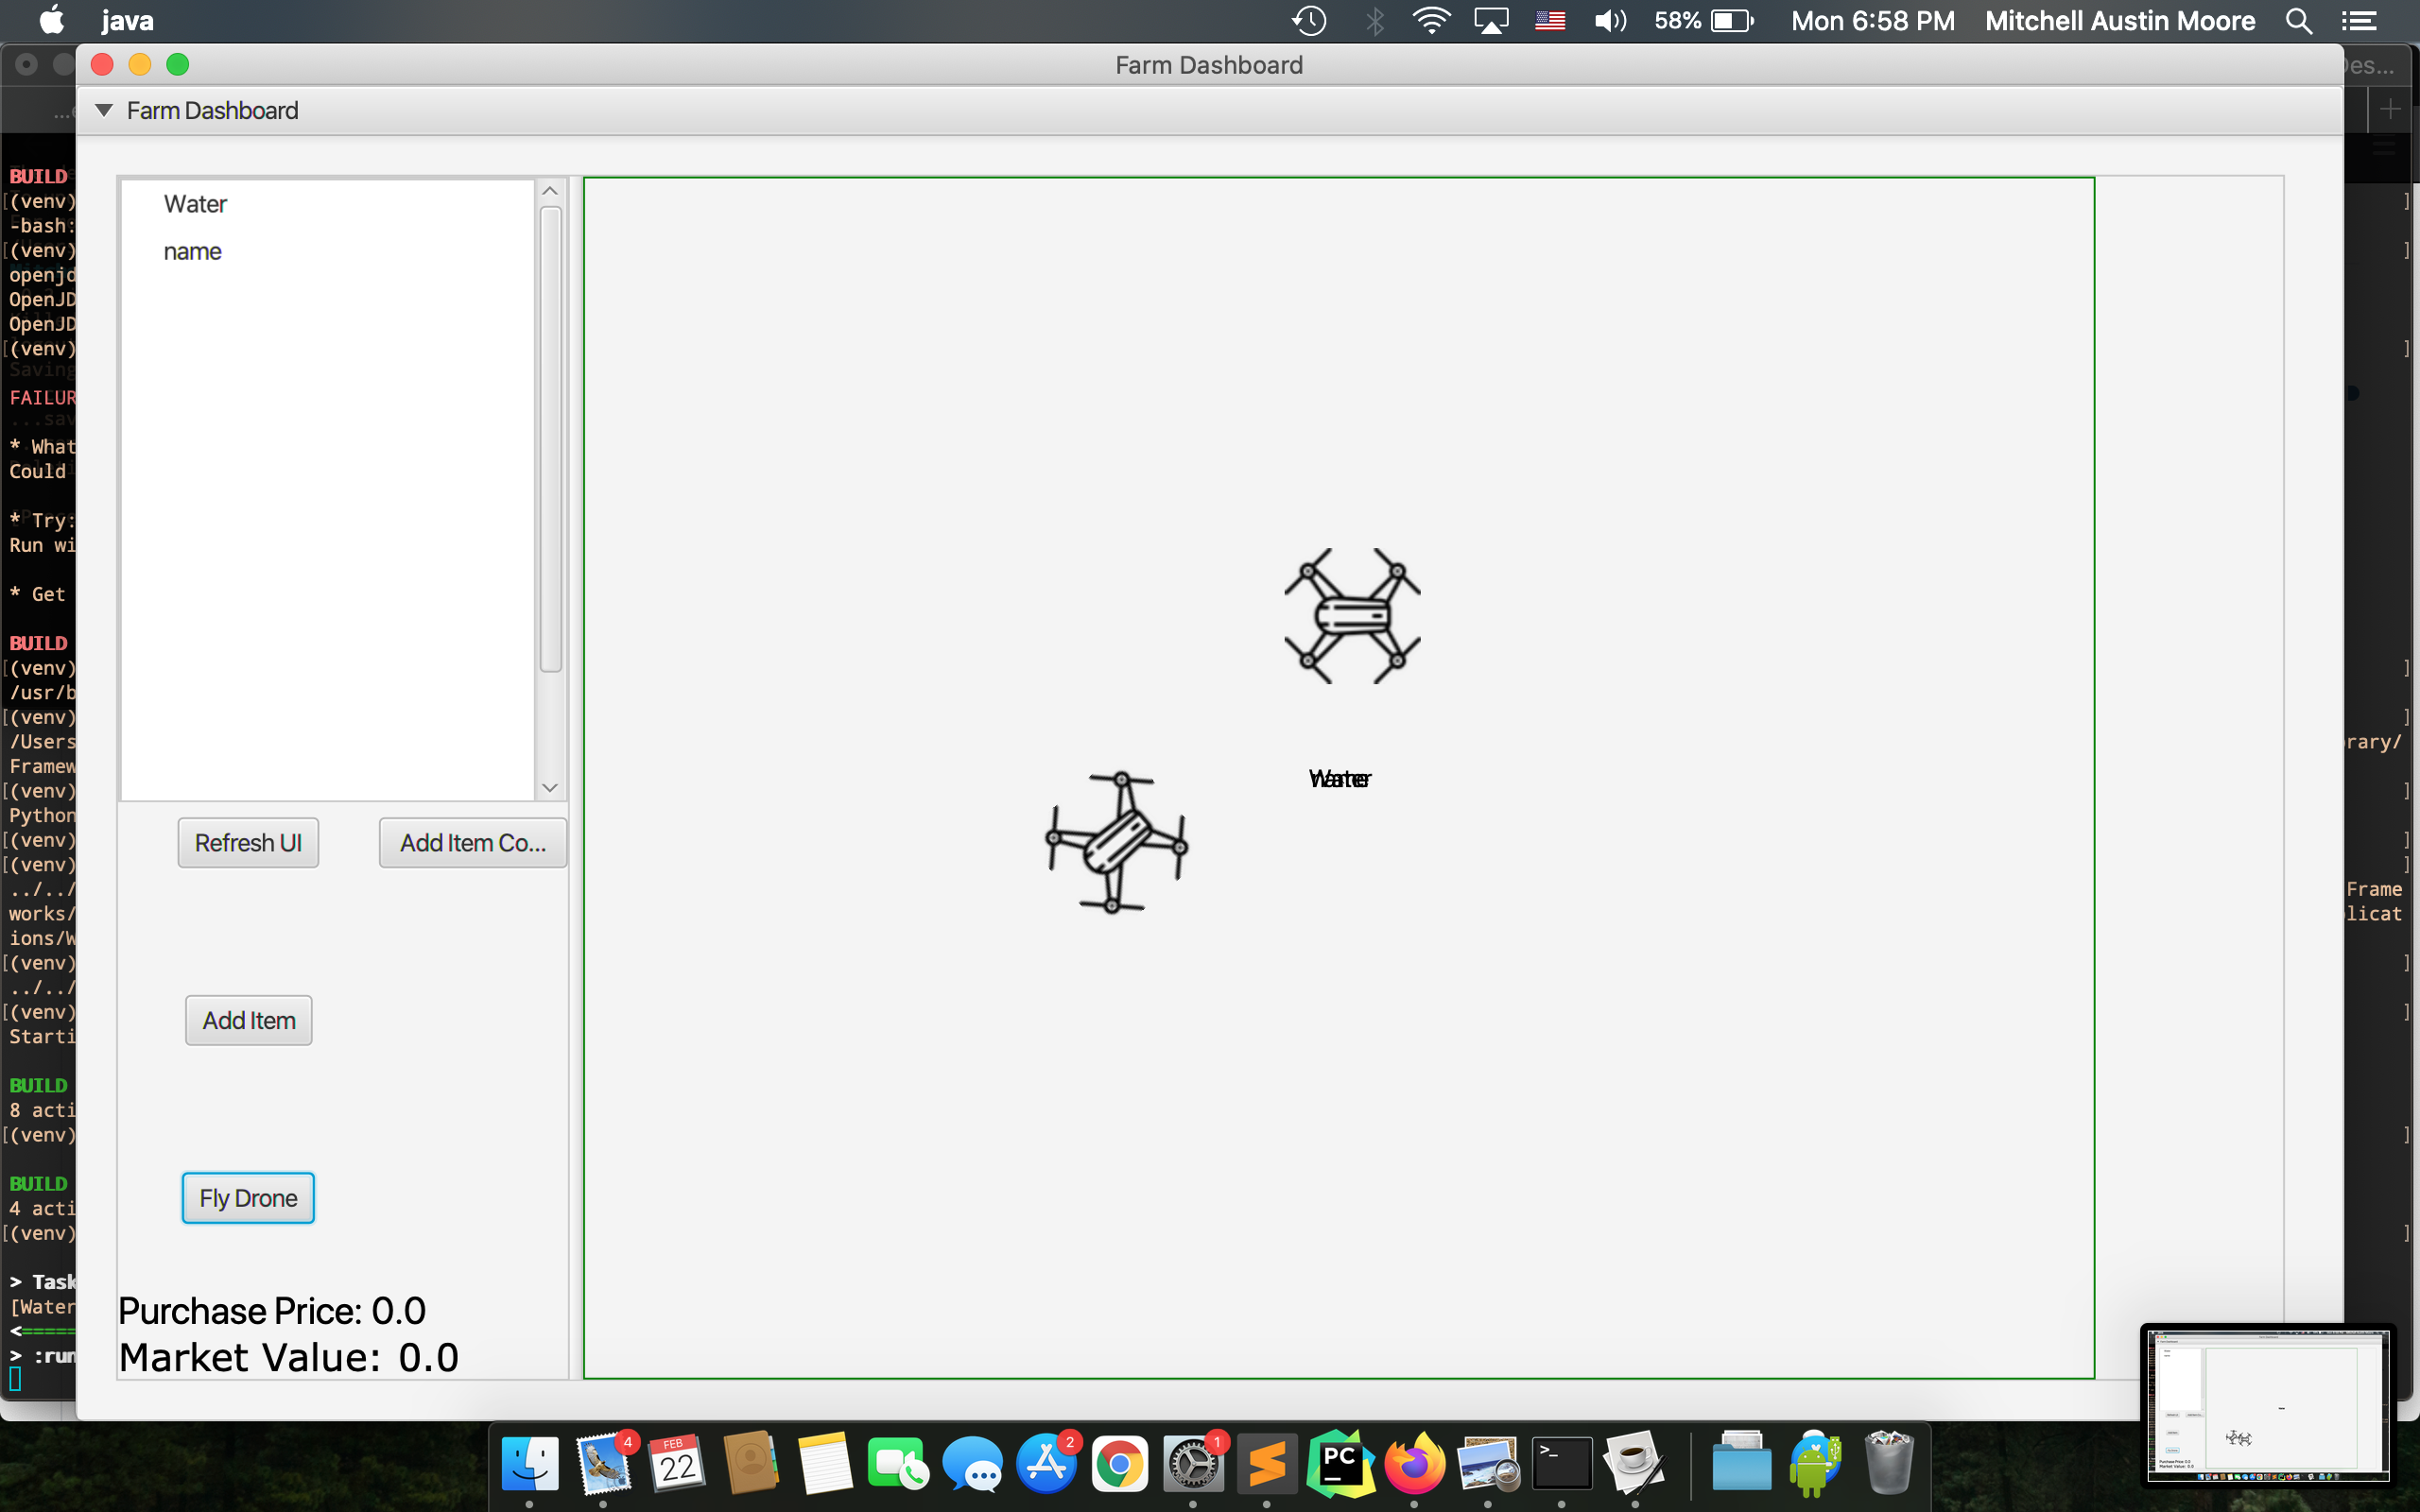 java
58%
Mon 6:58 PM
Mitchell Austin Moore
Farm Dashboard
Des...
Farm Dashboard
BUILD
(venv)
-bash:
(venv)
openjd
OpenJD
OpenJD
(venv)
Saving
FAILUR
...sav
* What
Could
* Try:
Run wi
* Get
BUILD
(venv)
/usr/b
(venv)
/Users
Framew
(venv)
Python
(venv)
(venv)
../../
works/
ions/W
(venv)
../../
(venv)
Starti
BUILD
8 acti
(venv)
BUILD
4 acti
(venv)
> Task
[Water
<=====
> :run
Water
name
Refresh UI
Add Item Co...
Add Item
Fly Drone
Purchase Price: 0.0
Market Value: 0.0
Water
name
rary/
Frame
licat
4
FEB
22
2
1
PC
>_